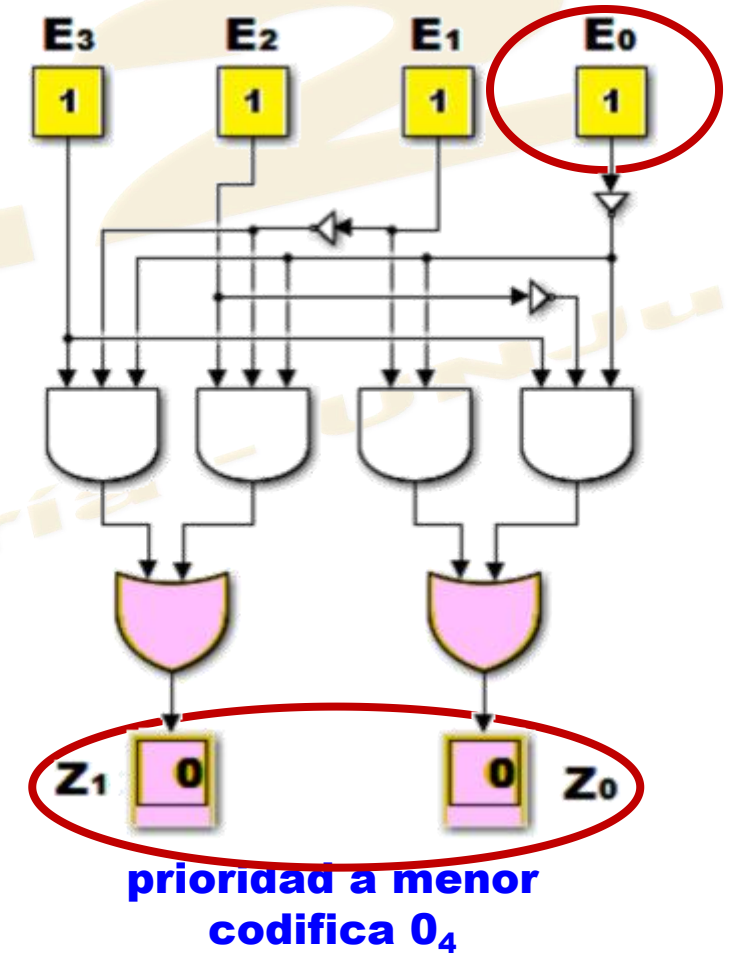 E3 E2 E1 E0
1 1 1 1
Z1 0 0 Z0
prioridad a menor
codifica 04